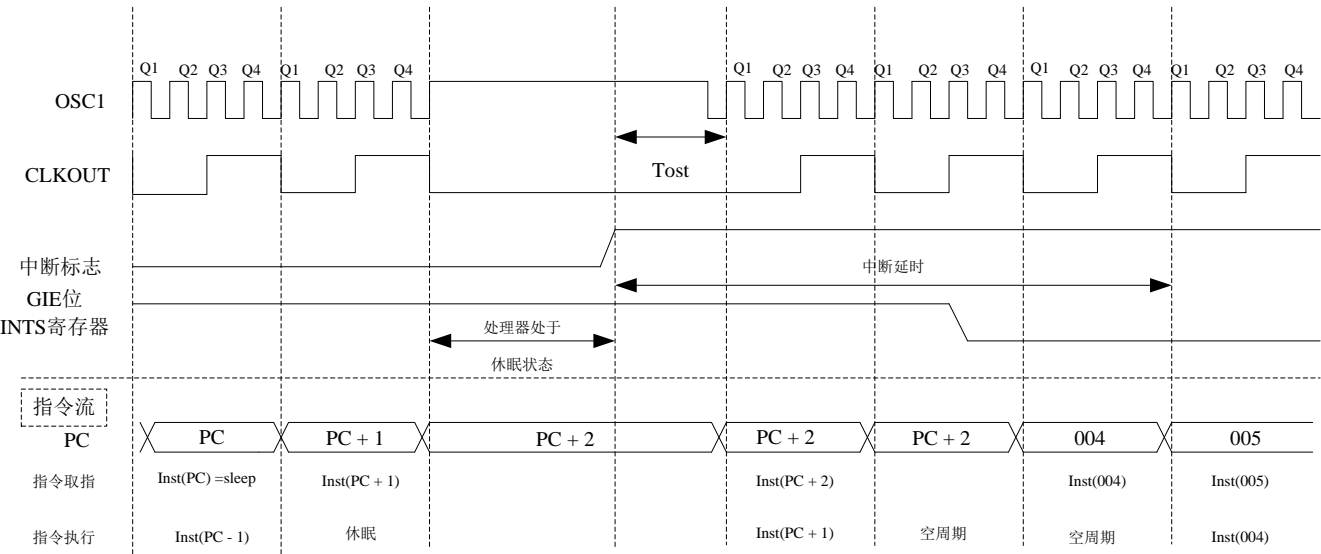 Q1 Q2 Q3 Q4 Q1 Q2 Q3 Q4 Q1 Q2 Q3 Q4 Q1 Q2 Q3 Q4 Q1 Q2 Q3 Q4 Q1 Q2 Q3 Q4
OSC1
CLKOUT
Tost
中断标志
中断延时
GIE位
INTS寄存器
处理器处于
休眠状态
指令流
PC PC PC + 1 PC + 2 PC + 2 PC + 2 004 005
指令取指 Inst(PC) =sleep Inst(PC + 1) Inst(PC + 2) Inst(004) Inst(005)
指令执行 Inst(PC - 1) 休眠 Inst(PC + 1) 空周期 空周期 Inst(004)